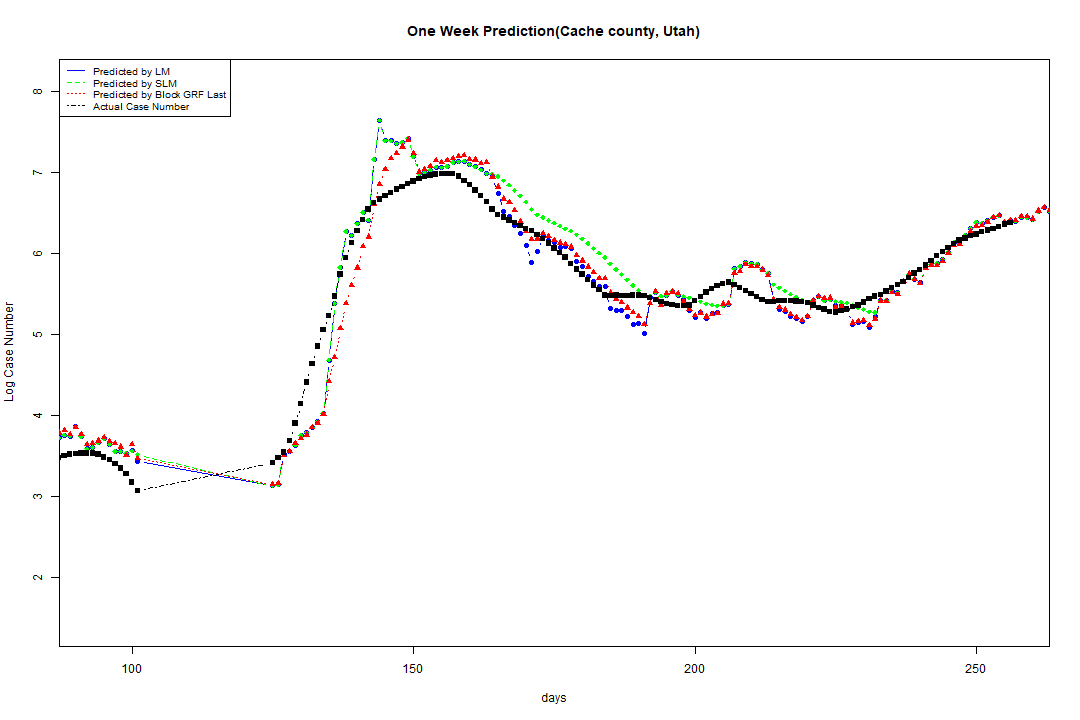 One Week Prediction(Cache county, Utah)
Predicted by LM
Predicted by SLM
Predicted by Block GRF Last
Actual Case Number
8
7
6
5
4
3
2
Log Case Number
100 150 200 250
days